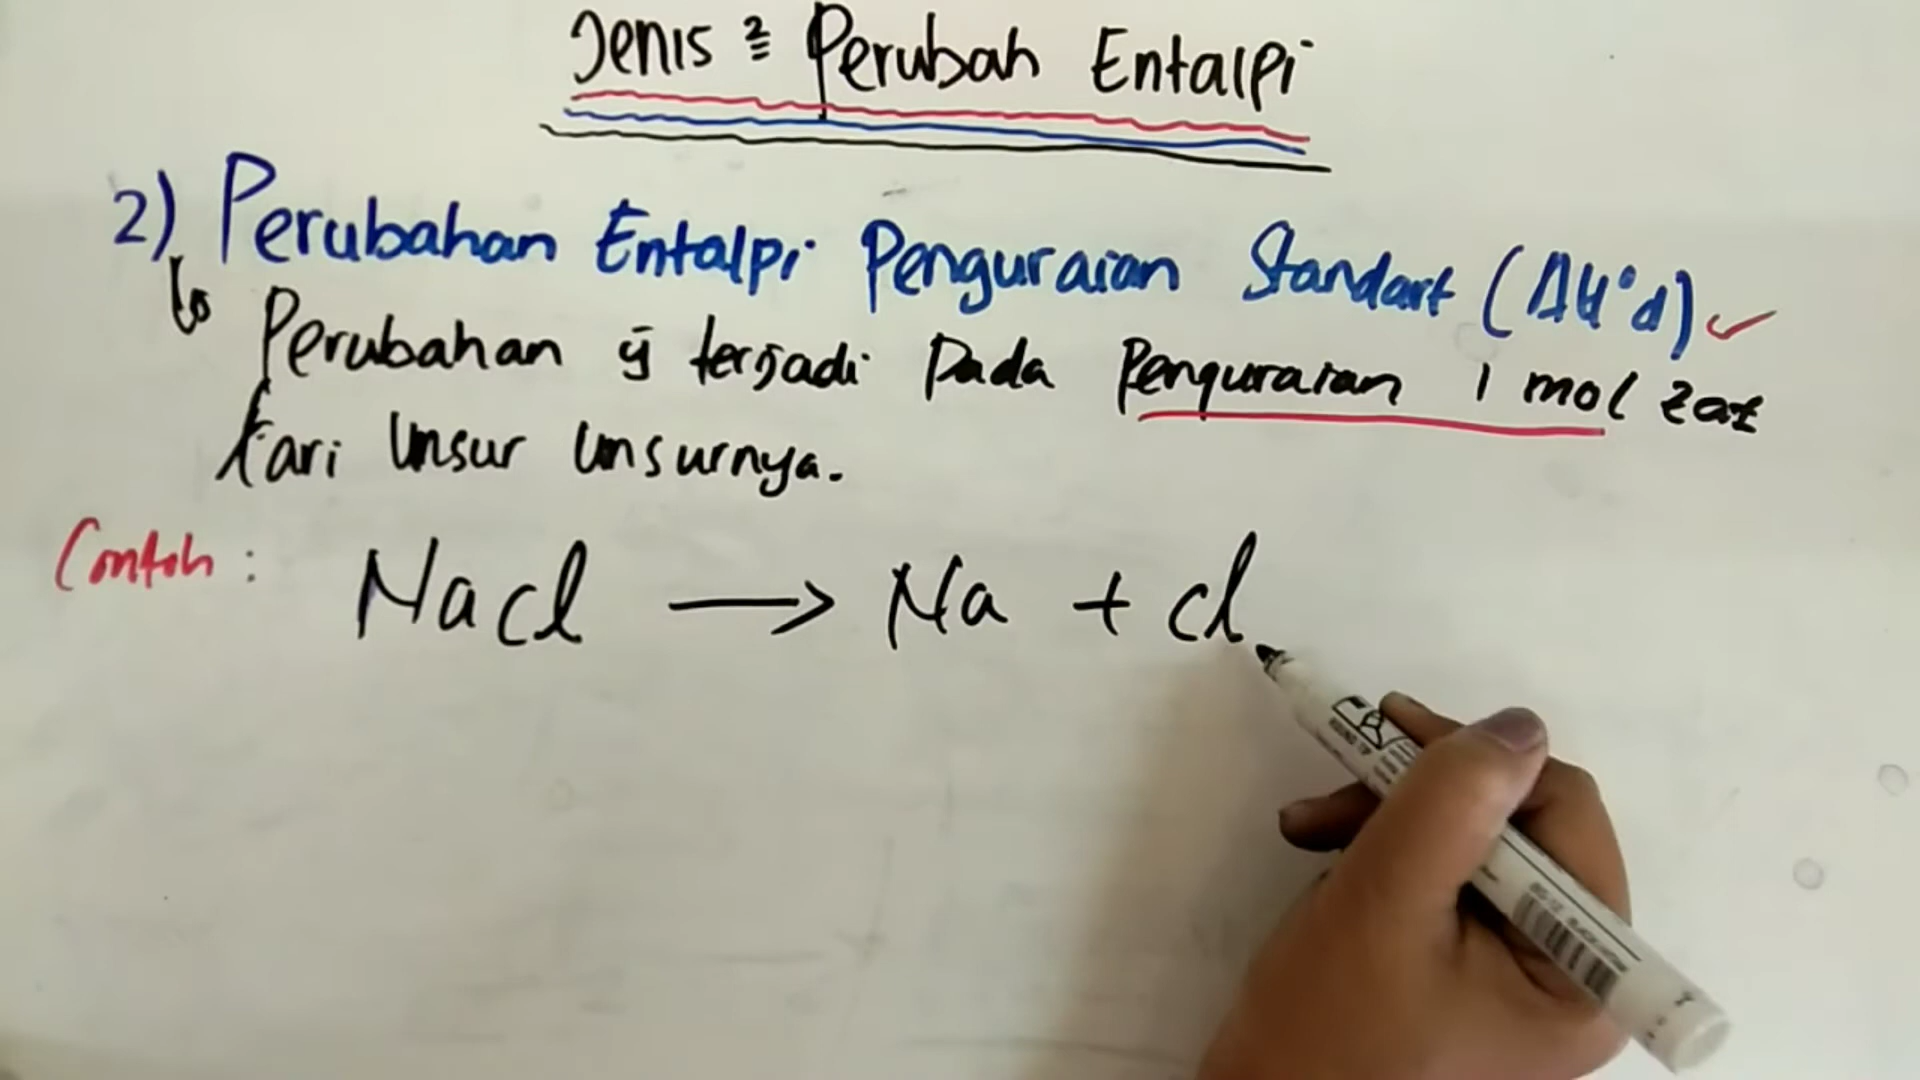 Jenis² Perubah Entalpi
2) Perubahan Entalpi Penguraian Standart (ΔH°d) ✓
↳ Perubahan yg terjadi Pada Penguraian 1 mol zat
dari Unsur Unsurnya.
Contoh : NaCl → Na + Cl